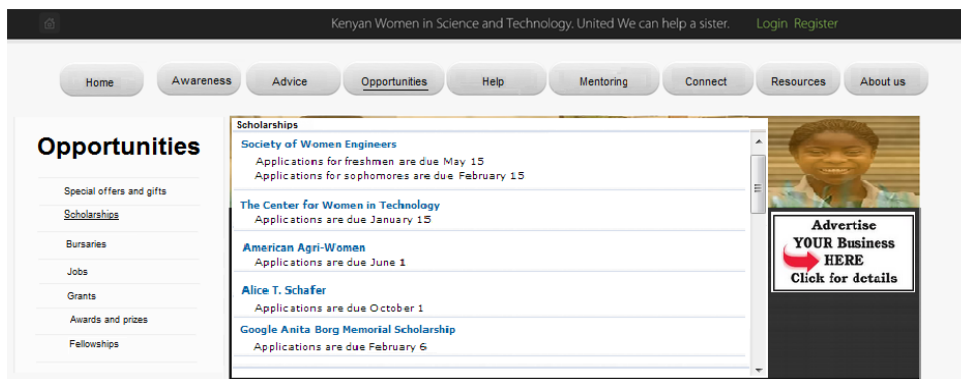 Kenyan Women in Science and Technology. United We can help a sister. Login Register
Home Awareness Advice Opportunities Help Mentoring Connect Resources About us
Opportunities
Special offers and gifts
Scholarships
Bursaries
Jobs
Grants
Awards and prizes
Fellowships
Scholarships
Society of Women Engineers
Applications for freshmen are due May 15
Applications for sophomores are due February 15
The Center for Women in Technology
Applications are due January 15
American Agri-Women
Applications are due June 1
Alice T. Schafer
Applications are due October 1
Google Anita Borg Memorial Scholarship
Applications are due February 6
Advertise
YOUR Business
HERE
Click for details